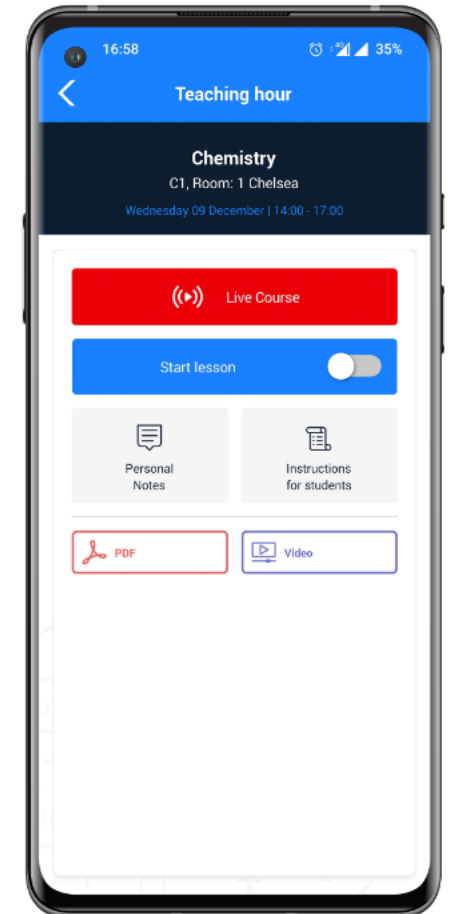 16:58
4G
35%
Teaching hour
Chemistry
C1, Room: 1 Chelsea
Wednesday 09 December | 14:00 - 17:00
Live Course
Start lesson
Personal
Notes
Instructions
for students
PDF
Video